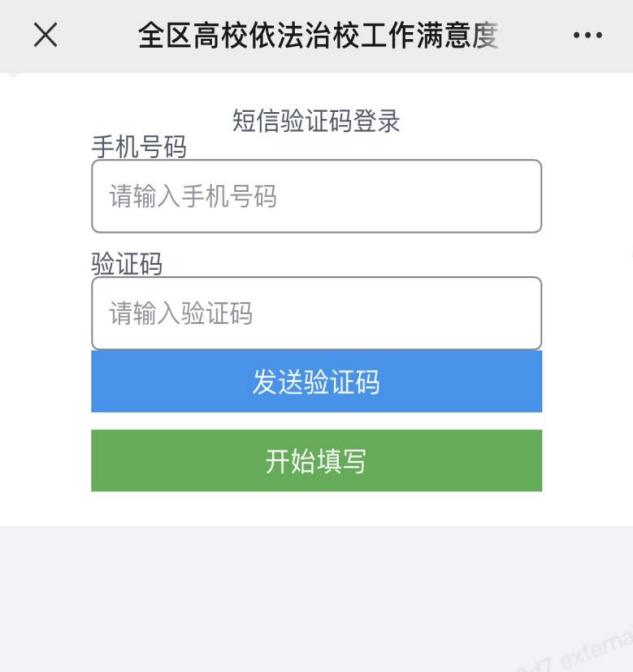 全区高校依法治校工作满意度
短信验证码登录
手机号码
请输入手机号码
验证码
请输入验证码
发送验证码
开始填写